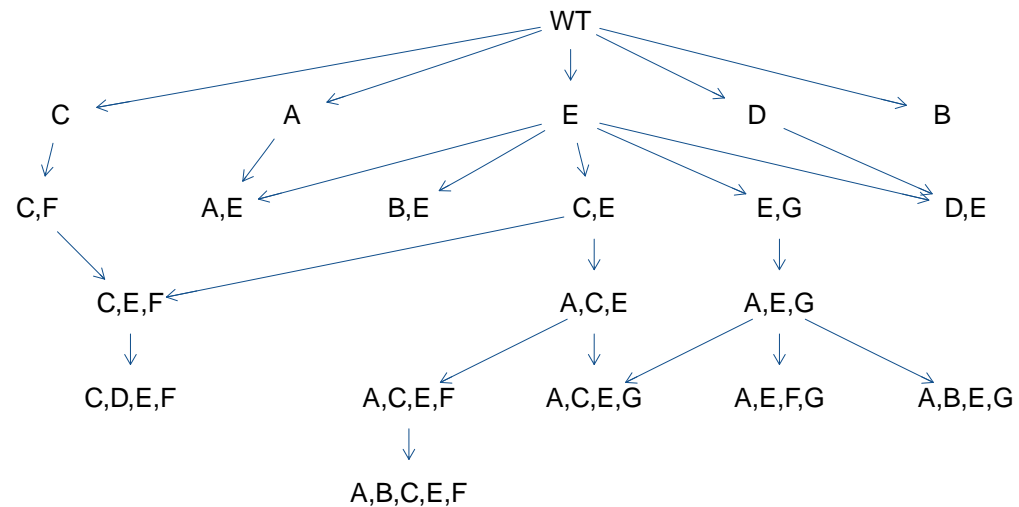 WT
C A E D B
C,F A,E B,E C,E E,G D,E
C,E,F A,C,E A,E,G
C,D,E,F A,C,E,F A,C,E,G A,E,F,G A,B,E,G
A,B,C,E,F